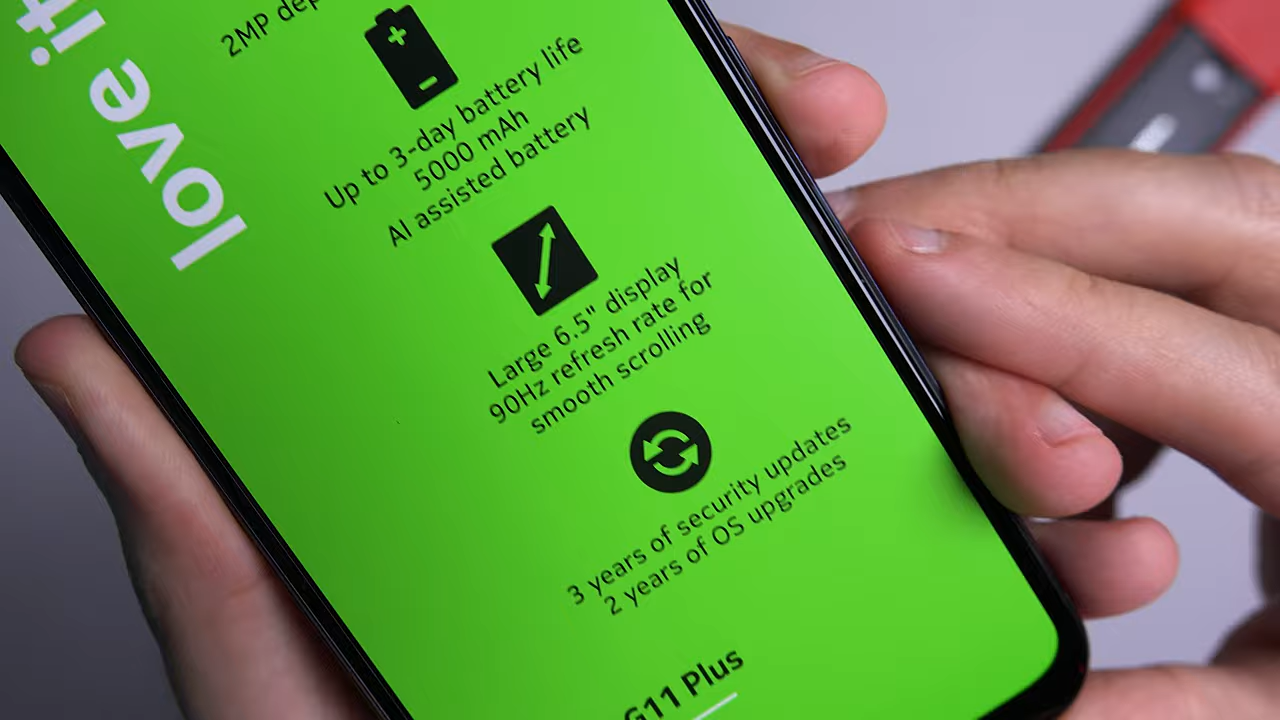 love it
2MP
Up to 3-day battery life
5000 mAh
AI assisted battery
Large 6.5" display
90Hz refresh rate for
smooth scrolling
3 years of security updates
2 years of OS upgrades
G11 Plus